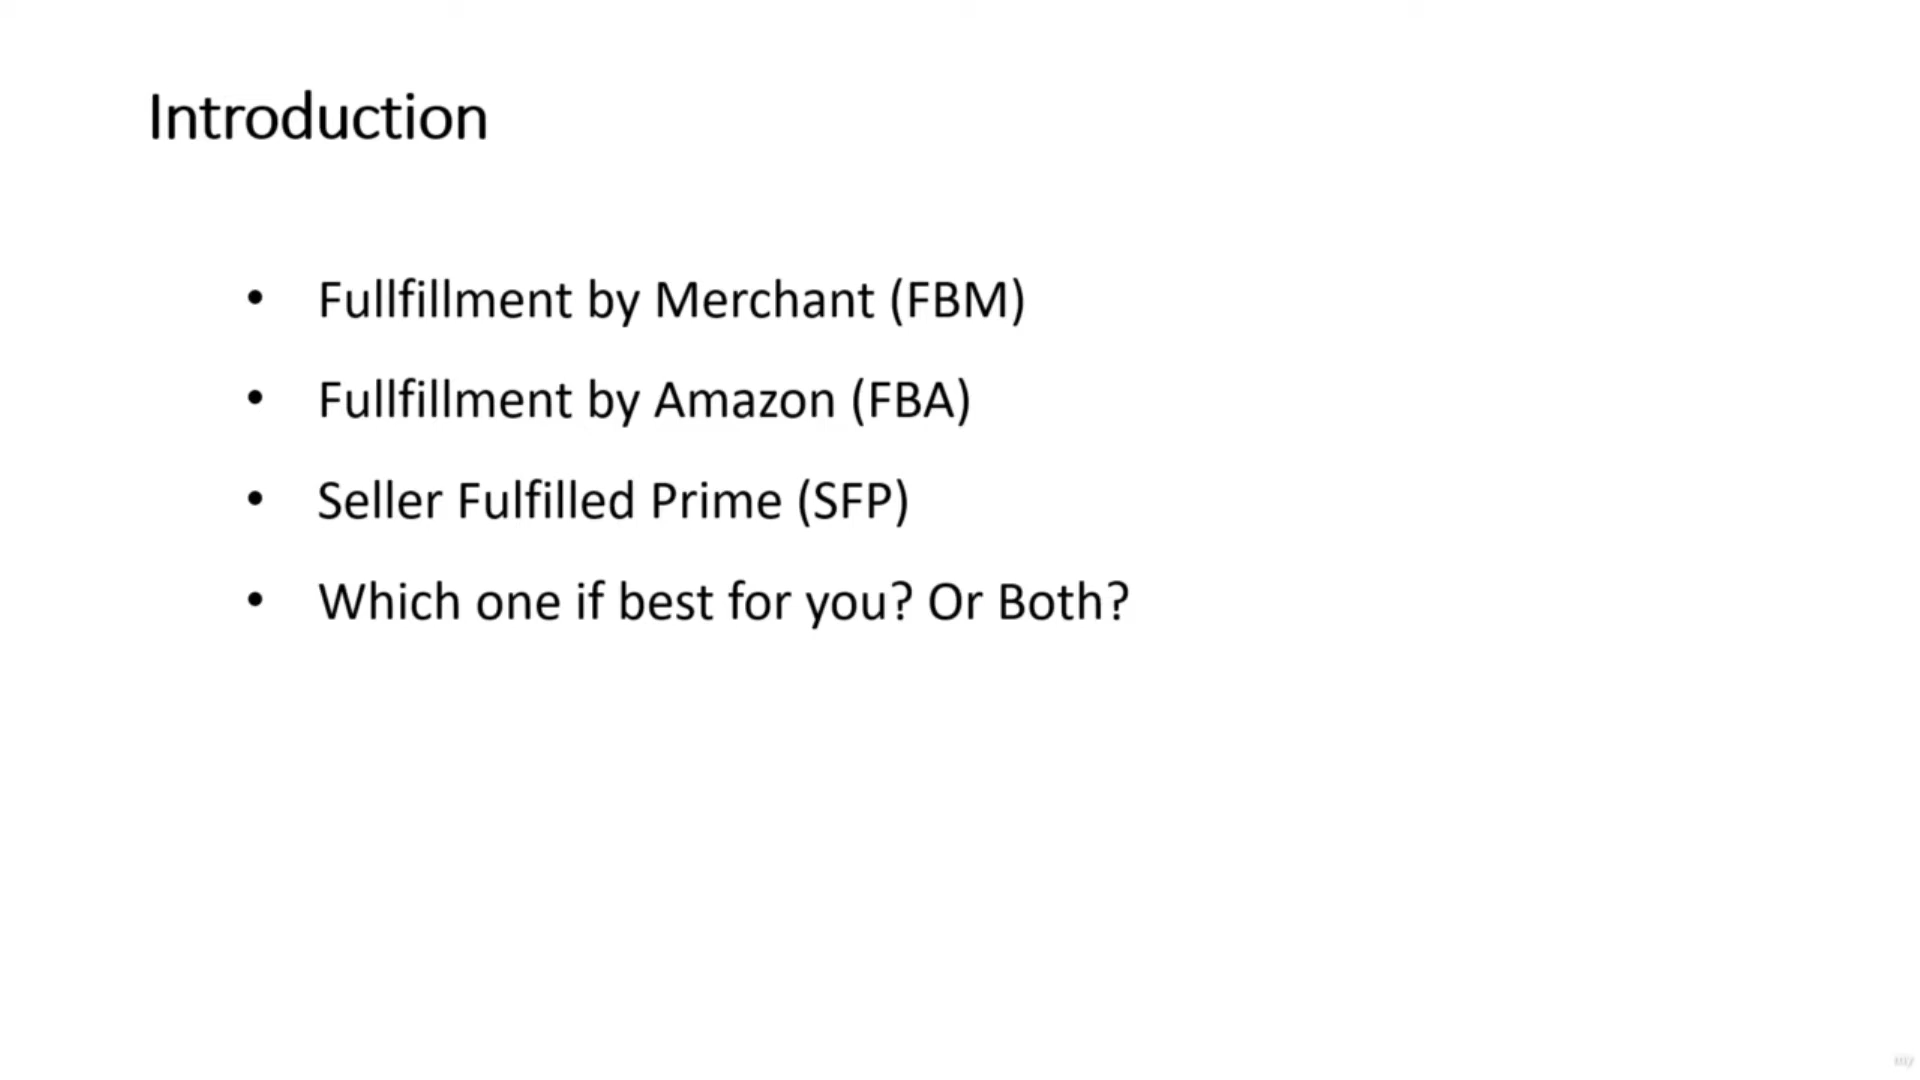 Introduction
• Fullfillment by Merchant (FBM)
• Fullfillment by Amazon (FBA)
• Seller Fulfilled Prime (SFP)
• Which one if best for you? Or Both?